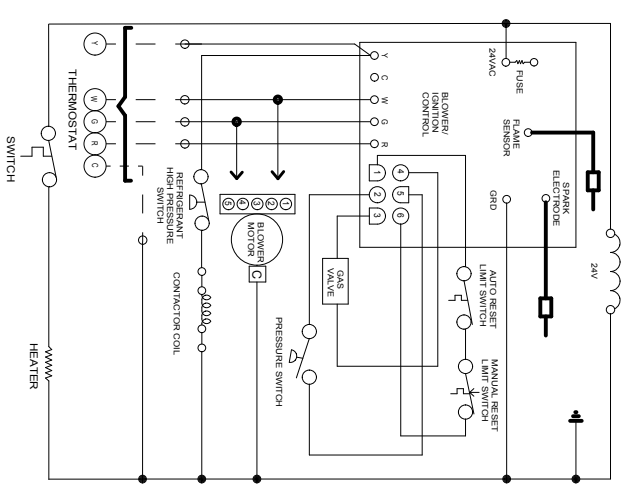 Y
W
G
R
C
THERMOSTAT
SWITCH
HEATER
Y
C
W
G
R
BLOWER/
IGNITION
CONTROL
24VAC
FUSE
FLAME
SENSOR
SPARK
ELECTRODE
GRD
24V
1
4
2
5
3
6
REFRIGERANT
HIGH PRESSURE
SWITCH
CONTACTOR COIL
5
4
3
2
1
BLOWER
MOTOR
C
GAS
VALVE
PRESSURE SWITCH
AUTO RESET
LIMIT SWITCH
MANUAL RESET
LIMIT SWITCH